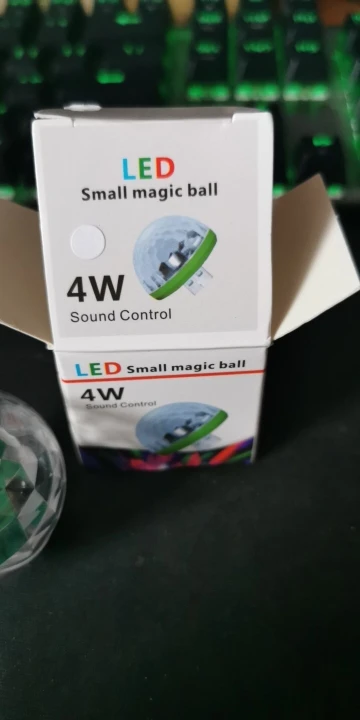 LED
Small magic ball
4W
Sound Control
LED Small magic ball
4W
Sound Control